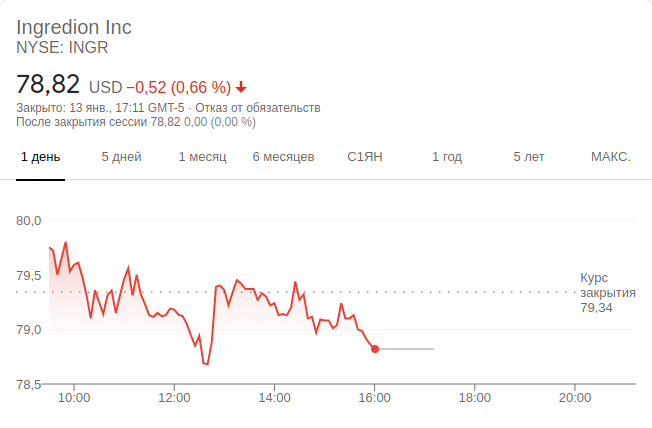 Ingredion Inc
NYSE: INGR
78,82 USD −0,52 (0,66 %)
Закрыто: 13 янв., 17:11 GMT-5 · Отказ от обязательств
После закрытия сессии 78,82 0,00 (0,00 %)
1 день 5 дней 1 месяц 6 месяцев С1ЯН 1 год 5 лет МАКС.
80,0
79,5
Курс
закрытия
79,34
79,0
78,5
10:00 12:00 14:00 16:00 18:00 20:00